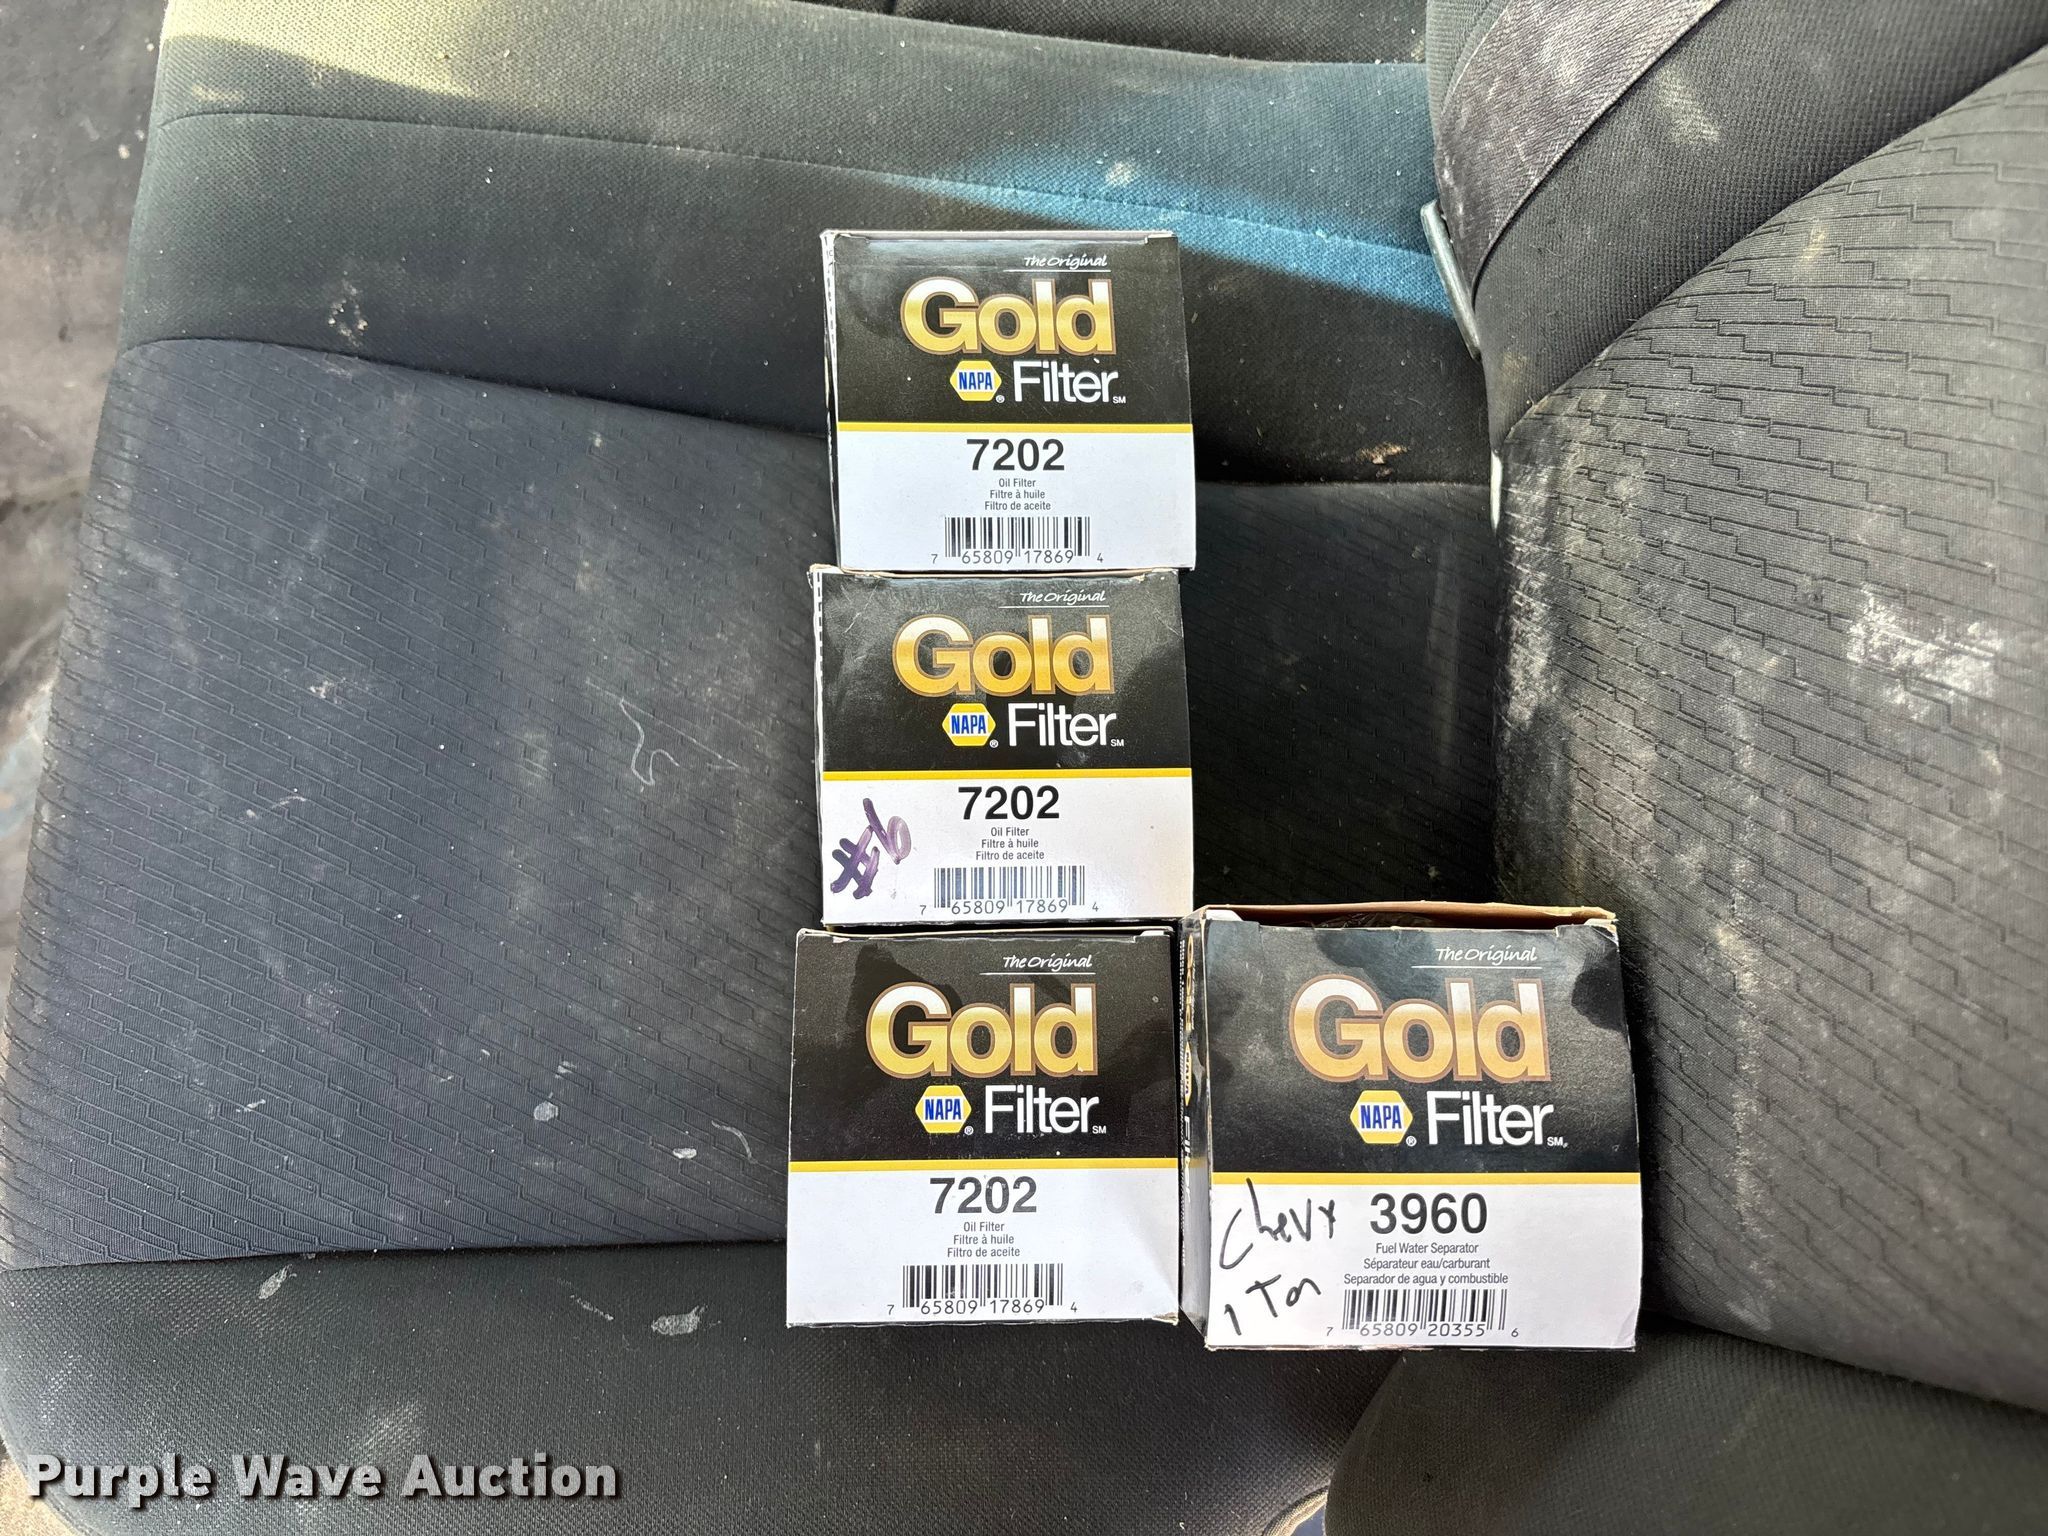 The Original
Gold
NAPA® Filter SM
7202
Oil Filter
Filtre à huile
Filtro de aceite
7 65809 17869 4
The Original
Gold
NAPA® Filter SM
7202
#6
Oil Filter
Filtre à huile
Filtro de aceite
7 65809 17869 4
The Original
Gold
NAPA® Filter SM
7202
Oil Filter
Filtre à huile
Filtro de aceite
7 65809 17869 4
The Original
Gold
NAPA® Filter SM
Chevy
1 Ton
3960
Fuel Water Separator
Séparateur eau/carburant
Separador de agua y combustible
7 65809 20355 6
Purple Wave Auction